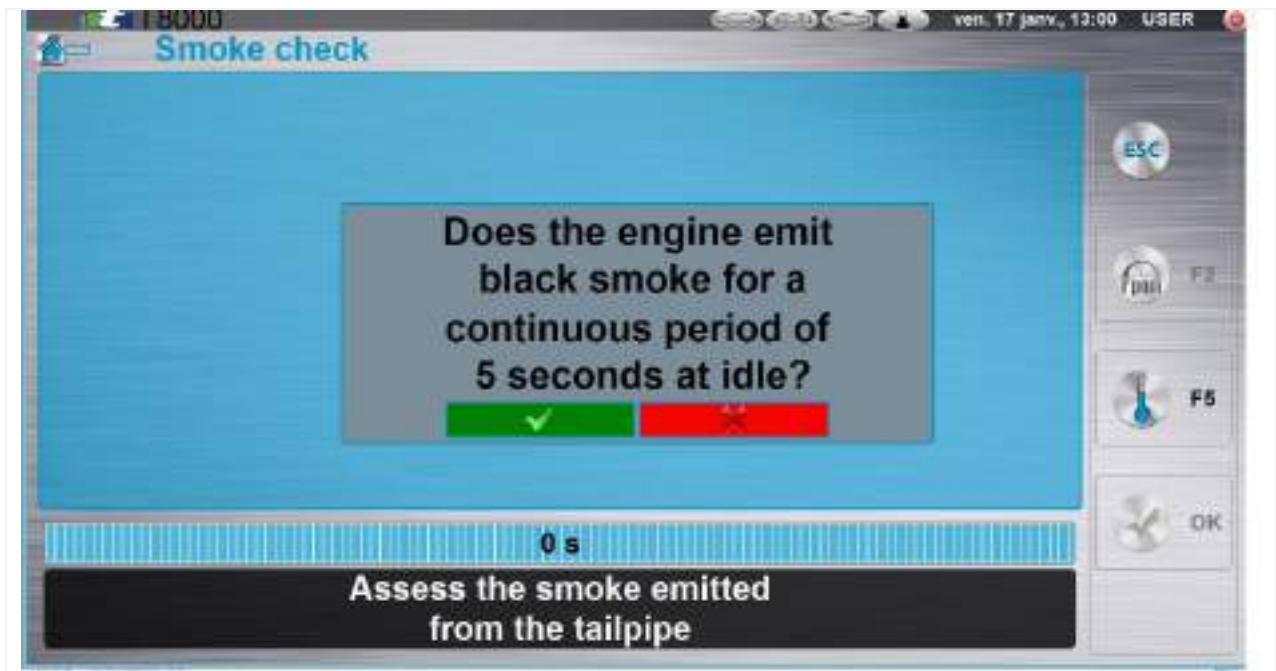 ven. 17 janv., 13:00 USER
Smoke check
ESC
Does the engine emit
black smoke for a
continuous period of
5 seconds at idle?
F2
F5
OK
0 s
Assess the smoke emitted
from the tailpipe